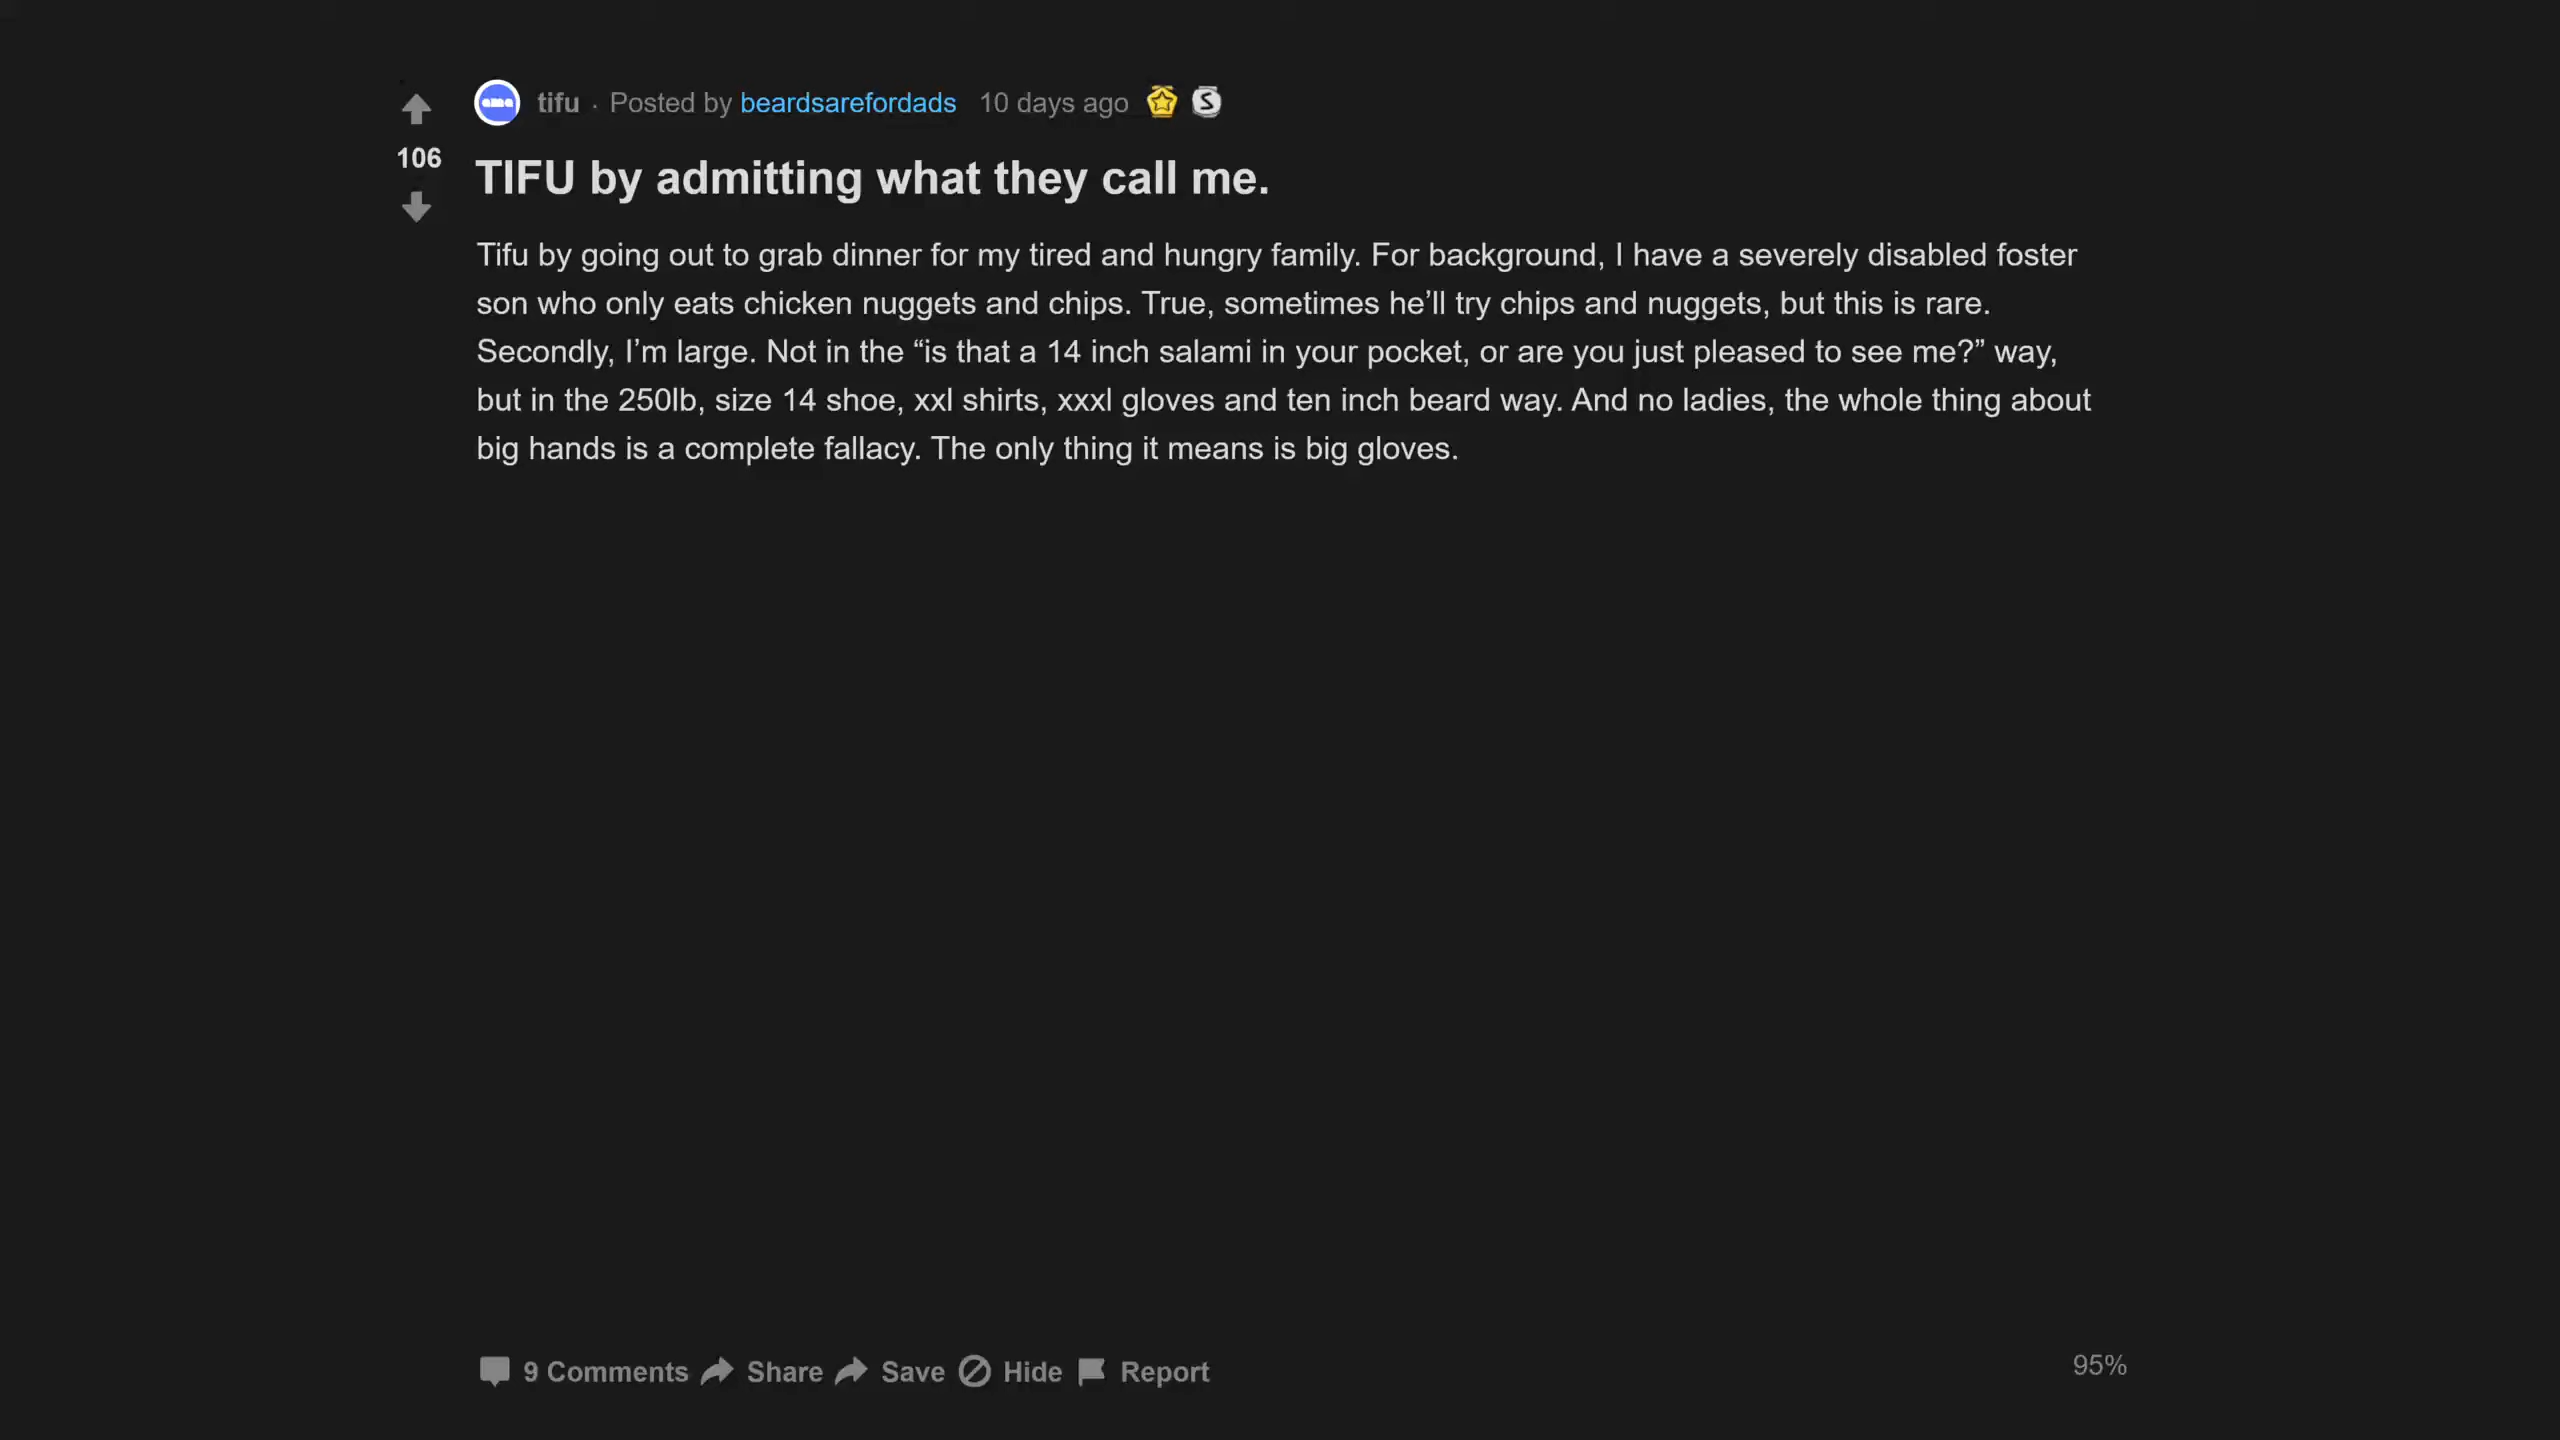 tifu . Posted by beardsarefordads 10 days ago
106
TIFU by admitting what they call me.
Tifu by going out to grab dinner for my tired and hungry family. For background, I have a severely disabled foster
son who only eats chicken nuggets and chips. True, sometimes he’ll try chips and nuggets, but this is rare.
Secondly, I’m large. Not in the “is that a 14 inch salami in your pocket, or are you just pleased to see me?” way,
but in the 250lb, size 14 shoe, xxl shirts, xxxl gloves and ten inch beard way. And no ladies, the whole thing about
big hands is a complete fallacy. The only thing it means is big gloves.
9 Comments Share Save Hide Report
95%